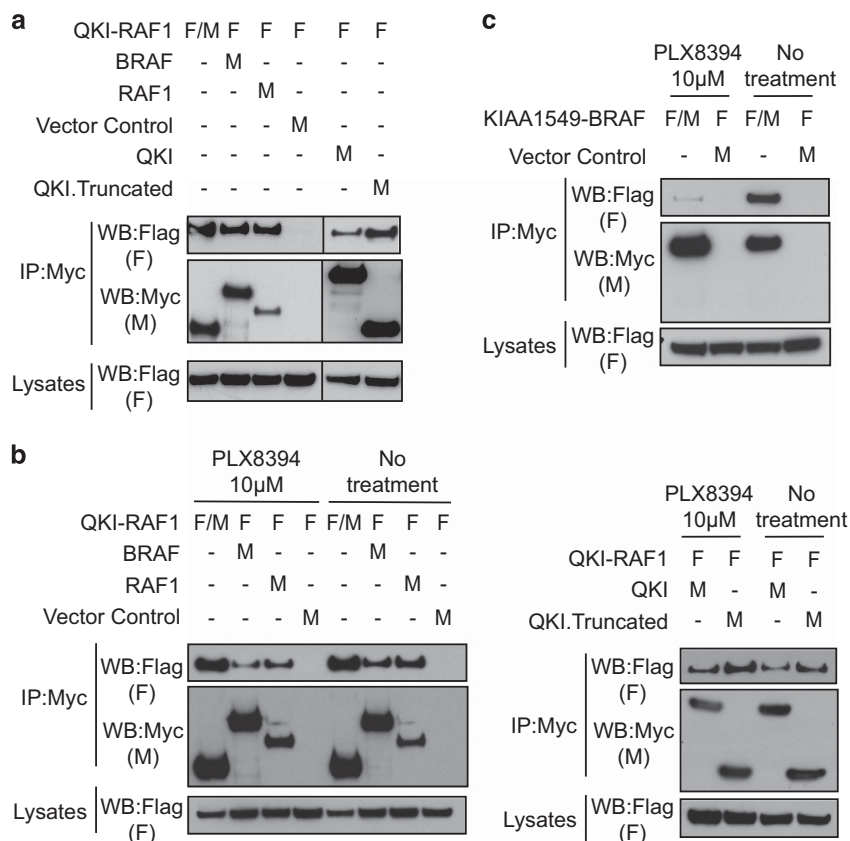 a
QKI-RAF1 F/M F F F F F
BRAF - M - - - -
RAF1 - - M - - -
Vector Control - - - M - -
QKI - - - - M -
QKI.Truncated - - - - - M
IP:Myc
WB:Flag
(F)
WB:Myc
(M)
Lysates
WB:Flag
(F)
b
PLX8394
10µM
No
treatment
QKI-RAF1 F/M F F F F/M F F F
BRAF - M - - - M - -
RAF1 - - M - - - M -
Vector Control - - - M - - - M
IP:Myc
WB:Flag
(F)
WB:Myc
(M)
Lysates
WB:Flag
(F)
c
PLX8394
10µM
No
treatment
KIAA1549-BRAF F/M F F/M F
Vector Control - M - M
IP:Myc
WB:Flag
(F)
WB:Myc
(M)
Lysates
WB:Flag
(F)
PLX8394
10µM
No
treatment
QKI-RAF1 F F F F
QKI M - M -
QKI.Truncated - M - M
IP:Myc
WB:Flag
(F)
WB:Myc
(M)
Lysates
WB:Flag
(F)